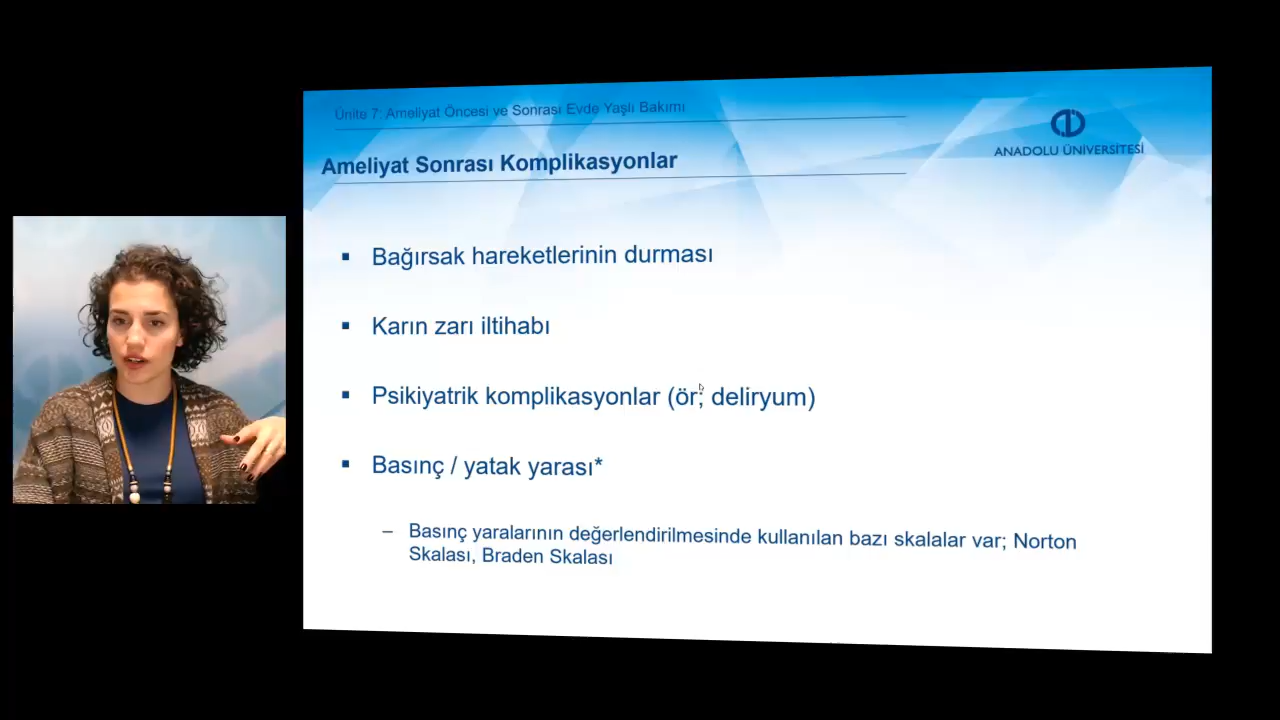 Ünite 7: Ameliyat Öncesi ve Sonrası Evde Yaşlı Bakımı
ANADOLU ÜNİVERSİTESİ
Ameliyat Sonrası Komplikasyonlar
▪ Bağırsak hareketlerinin durması
▪ Karın zarı iltihabı
▪ Psikiyatrik komplikasyonlar (ör; deliryum)
▪ Basınç / yatak yarası*
– Basınç yaralarının değerlendirilmesinde kullanılan bazı skalalar var; Norton
Skalası, Braden Skalası